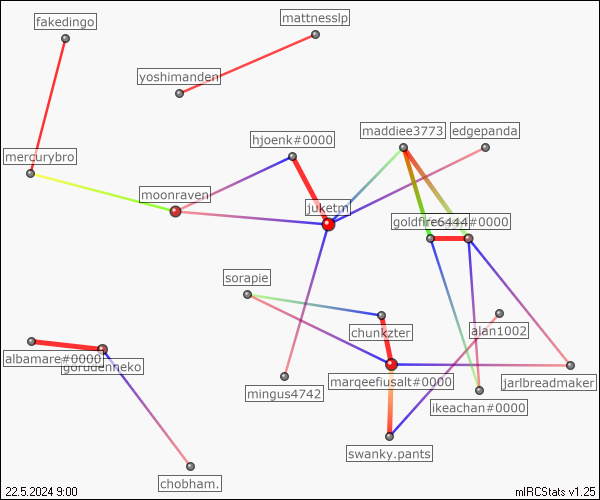 mattnesslp
fakedingo
yoshimanden
maddiee3773
edgepanda
hjoenk#0000
mercurybro
moonraven
juketm
#0000
sorapie
chunkzter
alan1002
albamare#0000
gorudenneko
marqeefiusalt#0000
jarlbreadmaker
mingus4742
ikeachan#0000
swanky.pants
chobham.
22.5.2024 9:00
mIRCStats v1.25